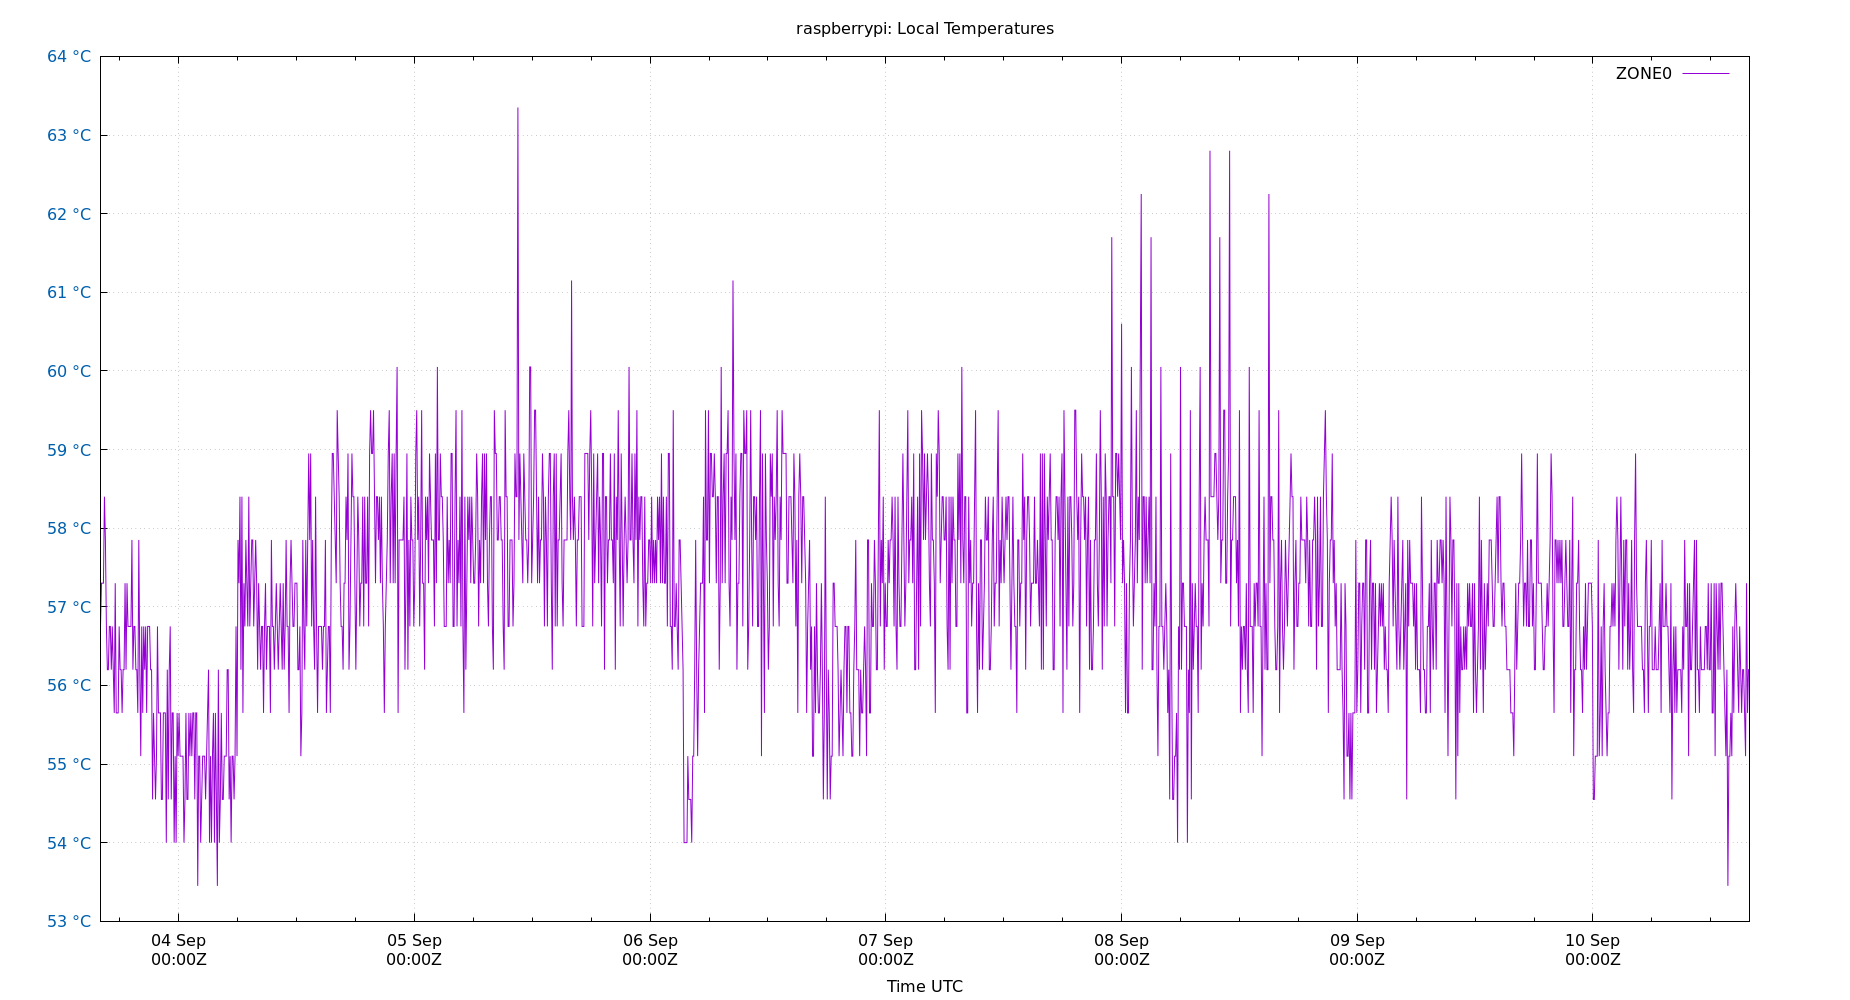 raspberrypi: Local Temperatures
64 °C
ZONE0
63 °C
62 °C
61 °C
60 °C
59 °C
58 °C
57 °C
56 °C
55 °C
54 °C
53 °C
04 Sep 05 Sep 06 Sep 07 Sep 08 Sep 09 Sep 10 Sep
00:00Z 00:00Z 00:00Z 00:00Z 00:00Z 00:00Z 00:00Z
Time UTC